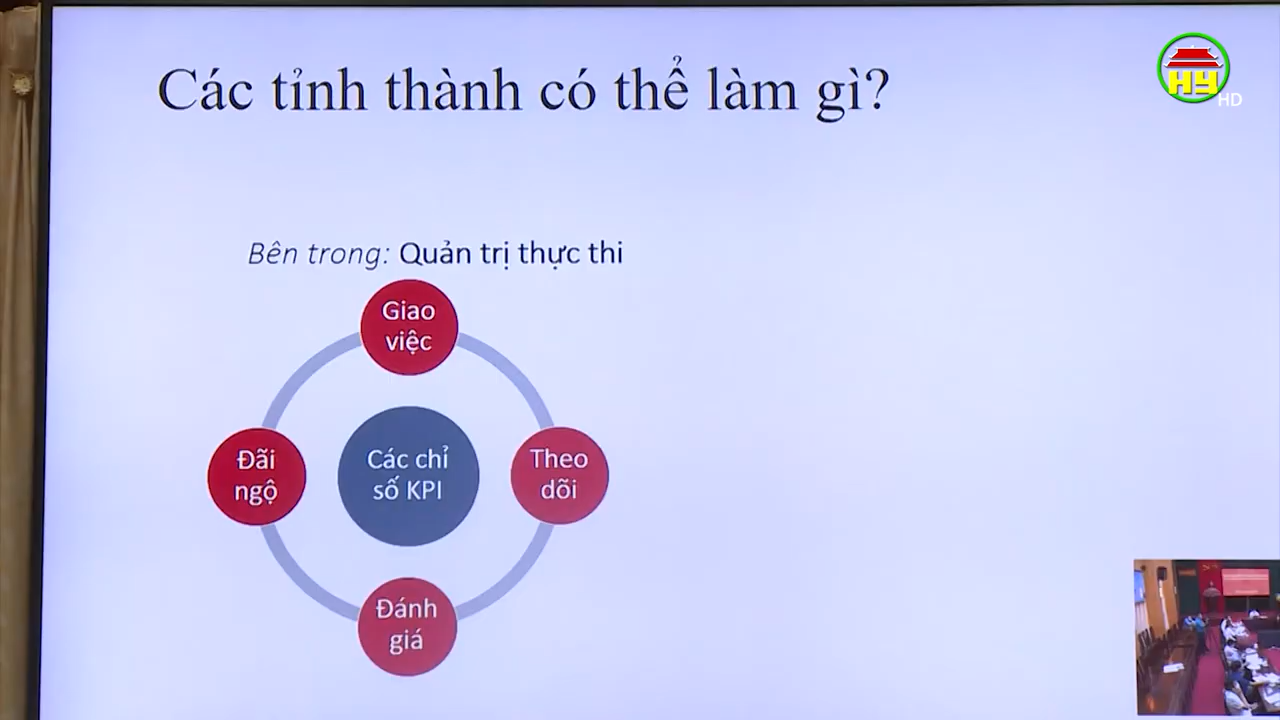 Các tỉnh thành có thể làm gì?
HY
HD
Bên trong: Quản trị thực thi
Giao
việc
Đãi
ngộ
Các chỉ
số KPI
Theo
dõi
Đánh
giá